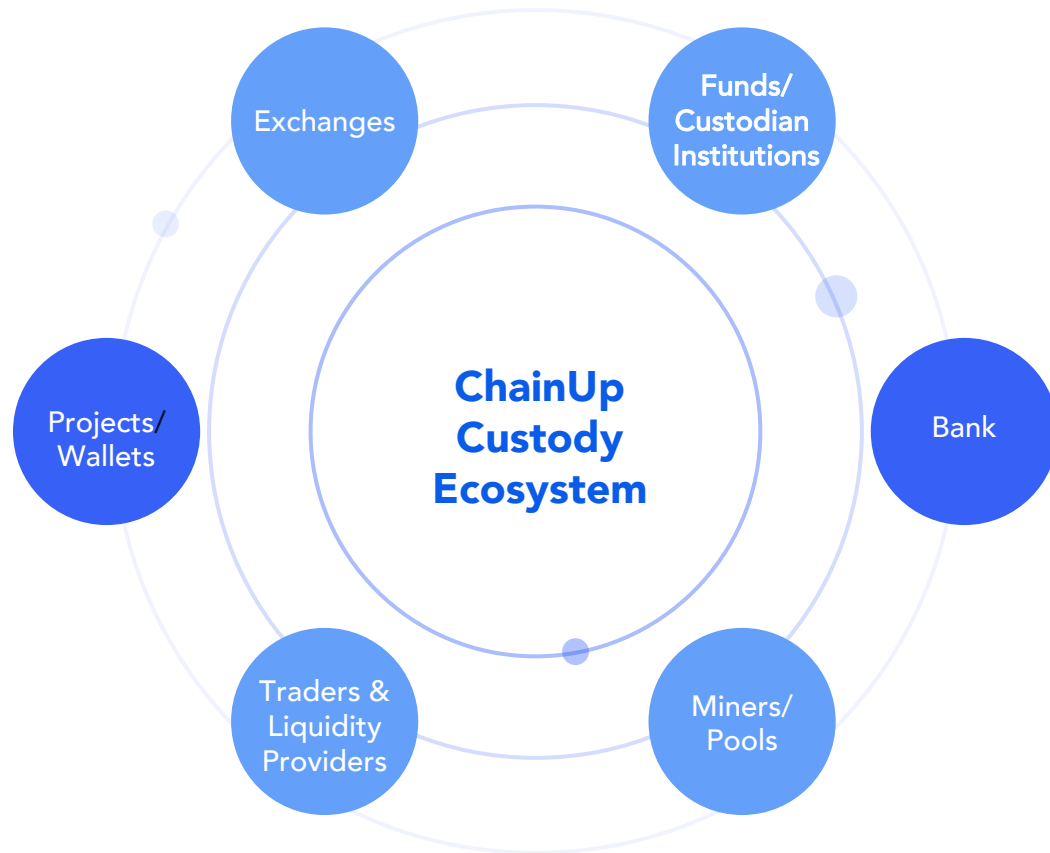 Exchanges
Funds/
Custodian
Institutions
Projects/
Wallets
ChainUp
Custody
Ecosystem
Bank
Traders &
Liquidity
Providers
Miners/
Pools